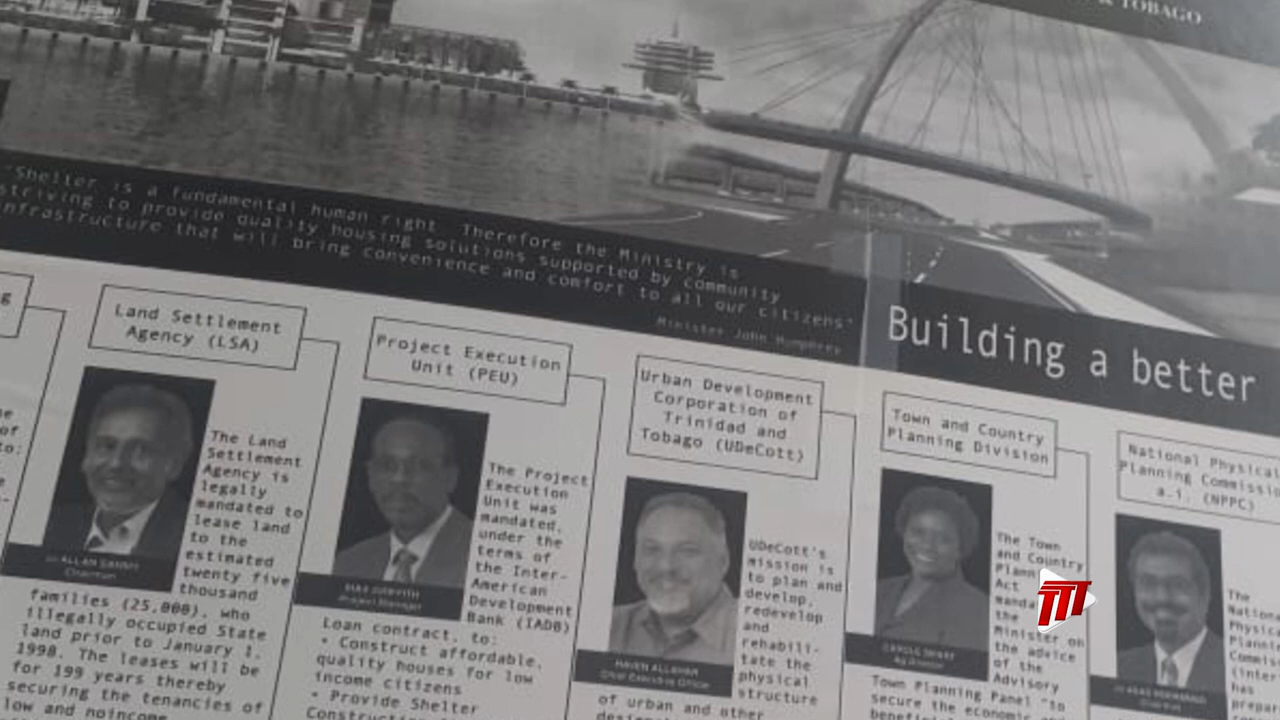 & TOBAGO
"Shelter is a fundamental human right. Therefore the Ministry is
striving to provide quality housing solutions supported by community
infrastructure that will bring convenience and comfort to all our citizens"
Minister John
Building a better
Land Settlement
Agency (LSA)
The Land
Settlement
Agency is
legally
mandated to
lease land
to the
estimated
twenty five
thousand
families (25,000), who
illegally occupied State
land prior to January 1,
1998. The leases will be
for 199 years thereby
securing the tenancies of
low and noincome
Chairman
Project Execution
Unit (PEU)
The Project
Execution
Unit was
mandated,
under the
terms of
the Inter-
American
Development
Bank (IADB)
Loan contract, to:
• Construct affordable,
quality houses for low
income citizens
• Provide Shelter
Project Manager
Urban Development
Corporation of
Trinidad and
Tobago (UDeCott)
UDeCott's
mission is
to plan and
develop,
redevelop
and
rehabili-
tate the
physical
structure
of urban and other
Chief Executive Officer
Town and Country
Planning Division
The Town
and Country
Act
the
Minister on
the advice
of the
Advisory
Town Planning Panel "to
secure the economic
CAROLE
National Physical
Planning
a.i. (NPPC)
The
Chairman